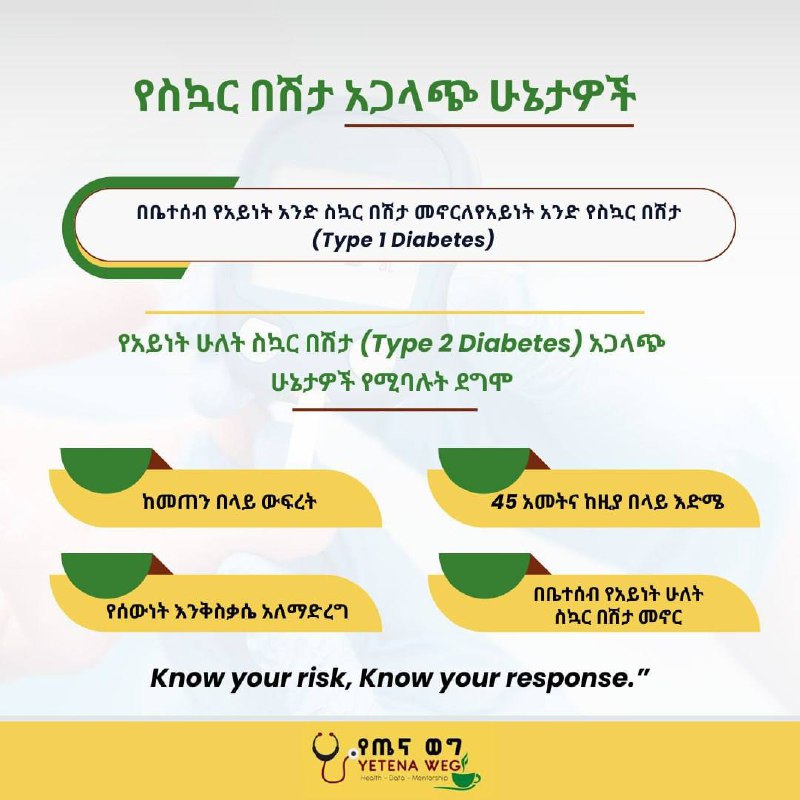 የስኳር በሽታ አጋላጭ ሁኔታዎች
በቤተሰብ የአይነት አንድ ስኳር በሽታ መኖርለየአይነት አንድ የስኳር በሽታ
(Type 1 Diabetes)
የአይነት ሁለት ስኳር በሽታ (Type 2 Diabetes) አጋላጭ
ሁኔታዎች የሚባሉት ደግሞ
ከመጠን በላይ ውፍረት
45 አመትና ከዚያ በላይ እድሜ
የሰውነት እንቅስቃሴ አለማድረግ
በቤተሰብ የአይነት ሁለት
ስኳር በሽታ መኖር
Know your risk, Know your response.”
የጤና ወግ
YETENA WEG
Health - Data - Mentorship